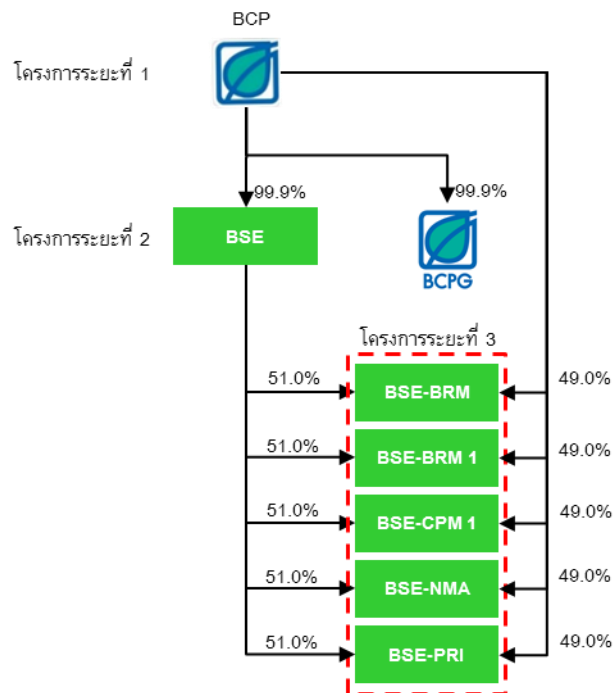 BCP
โครงการระยะที่ 1
99.9%
99.9%
โครงการระยะที่ 2
BSE
BCPG
โครงการระยะที่ 3
51.0%
BSE-BRM
49.0%
51.0%
BSE-BRM 1
49.0%
51.0%
BSE-CPM 1
49.0%
51.0%
BSE-NMA
49.0%
51.0%
BSE-PRI
49.0%